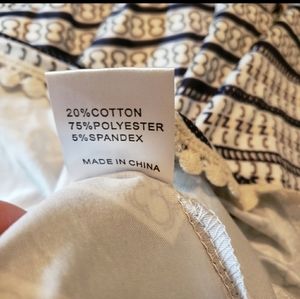 20%COTTON
75%POLYESTER
5%SPANDEX
MADE IN CHINA